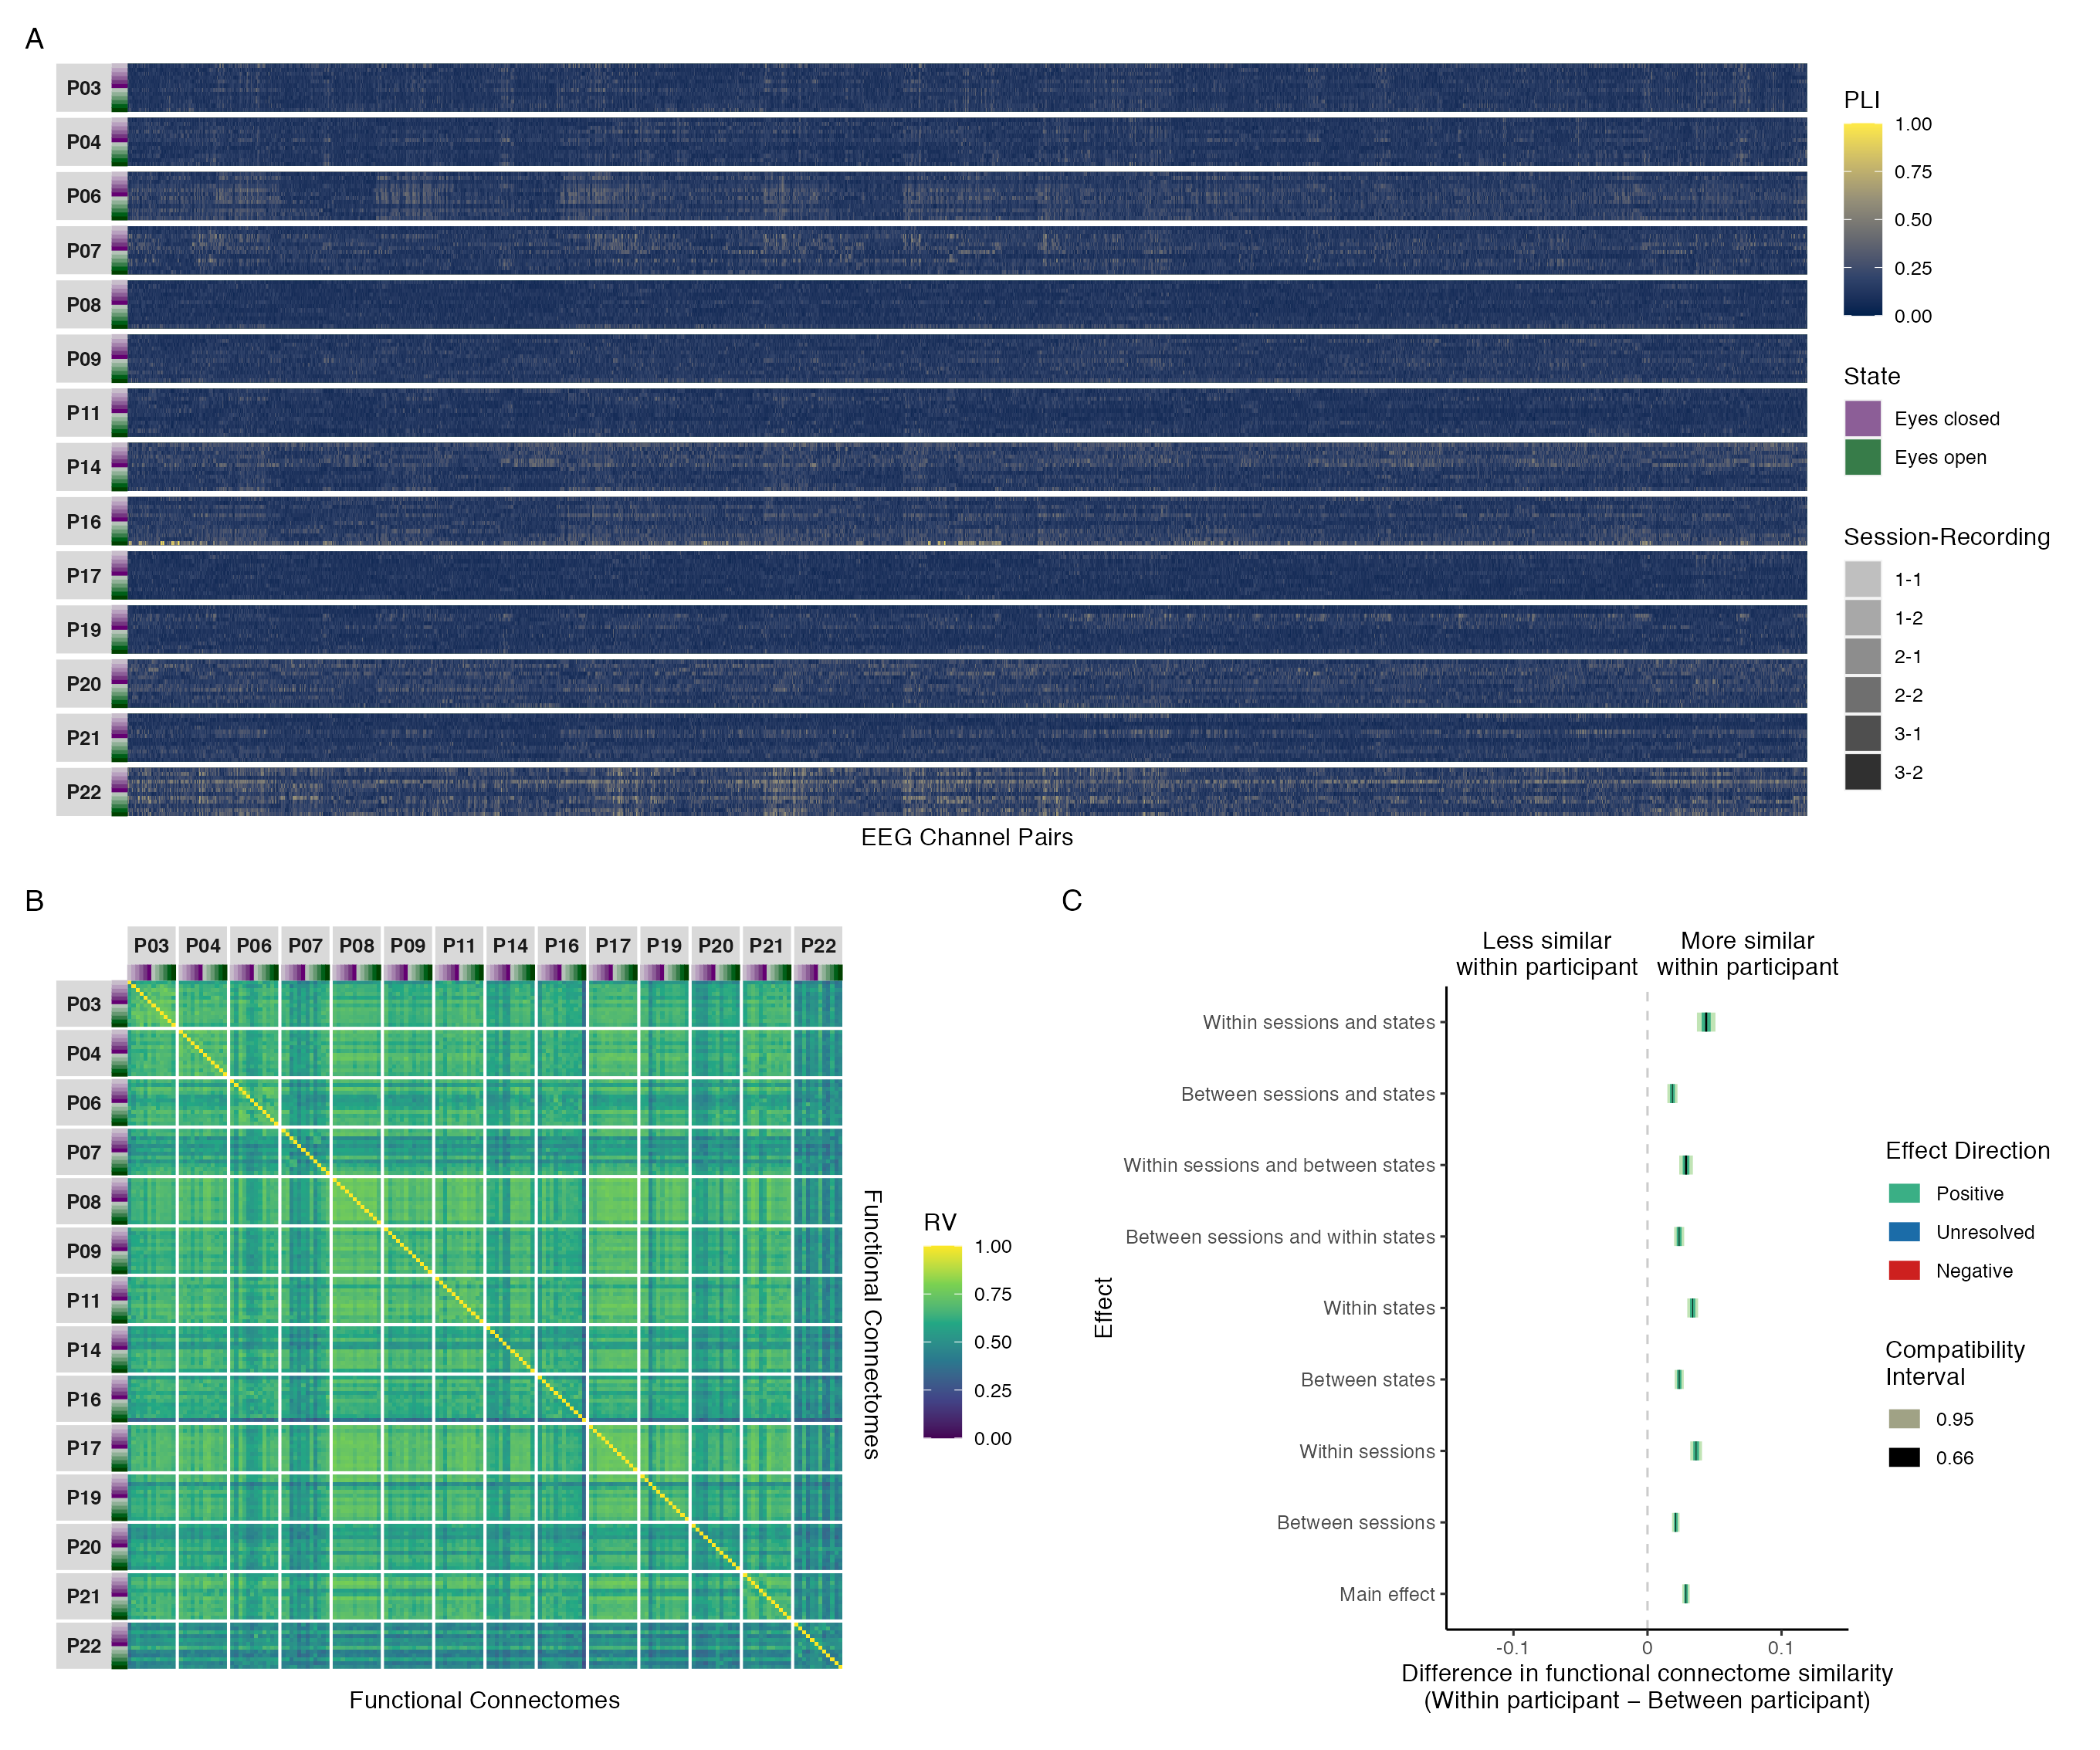 A
P03
P04
P06
P07
P08
P09
P11
P14
P16
P17
P19
P20
P21
P22
EEG Channel Pairs
PLI
1.00
0.75
0.50
0.25
0.00
State
Eyes closed
Eyes open
Session-Recording
1-1
1-2
2-1
2-2
3-1
3-2
B
P03 P04 P06 P07 P08 P09 P11 P14 P16 P17 P19 P20 P21 P22
P03
P04
P06
P07
P08
P09
P11
P14
P16
P17
P19
P20
P21
P22
Functional Connectomes
Functional Connectomes
RV
1.00
0.75
0.50
0.25
0.00
C
Less similar
within participant
More similar
within participant
Effect
Within sessions and states
Between sessions and states
Within sessions and between states
Between sessions and within states
Within states
Between states
Within sessions
Between sessions
Main effect
-0.1 0 0.1
Difference in functional connectome similarity
(Within participant – Between participant)
Effect Direction
Positive
Unresolved
Negative
Compatibility
Interval
0.95
0.66